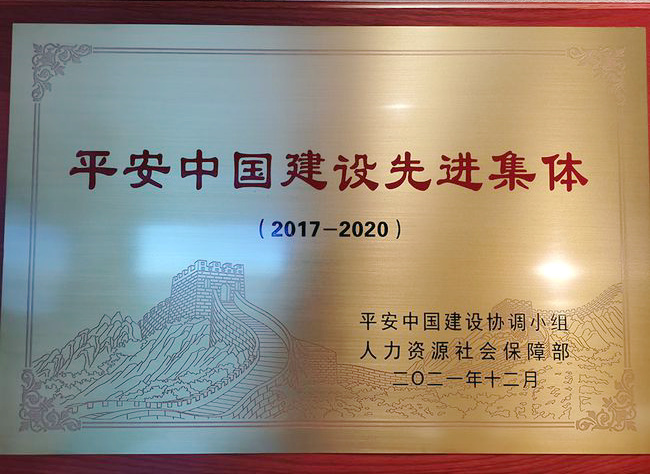 平安中国建设先进集体
（2017-2020）
平安中国建设协调小组
人力资源社会保障部
二〇二一年十二月